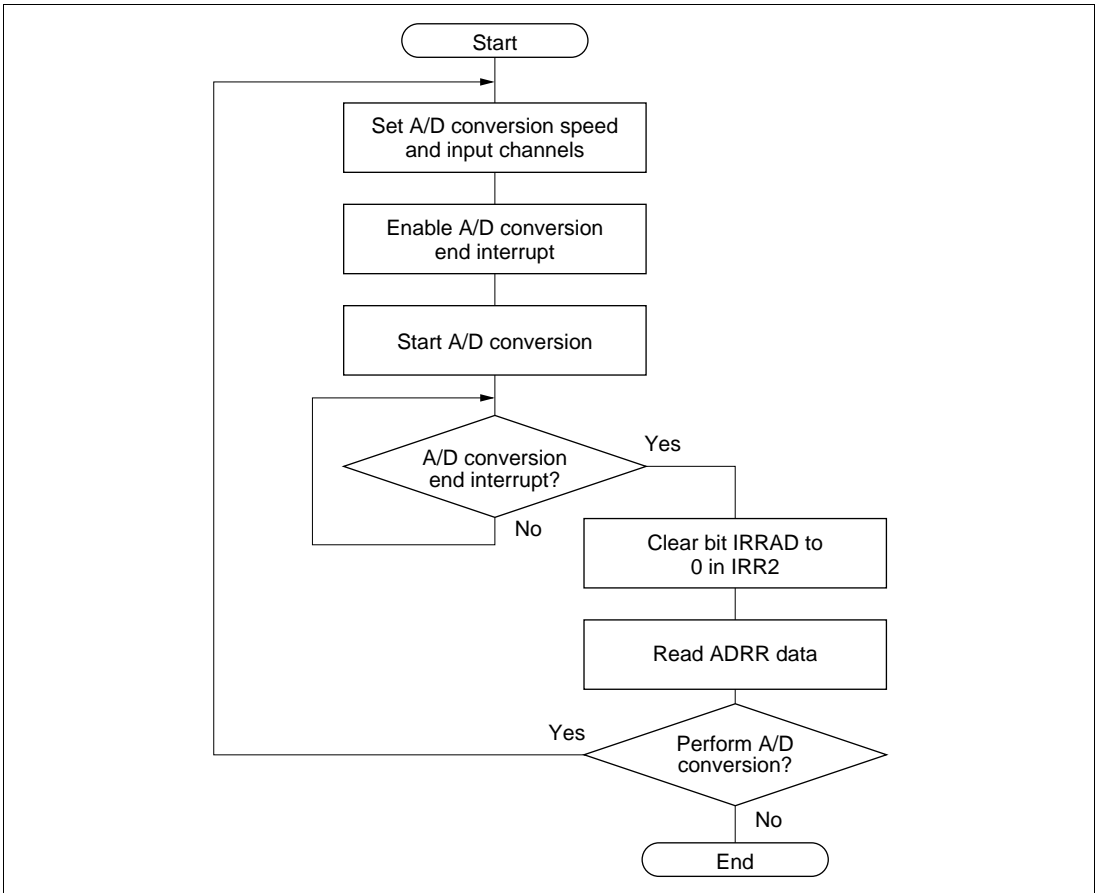 Start
Set A/D conversion speed
and input channels
Enable A/D conversion
end interrupt
Start A/D conversion
A/D conversion
end interrupt?
Yes
No
Clear bit IRRAD to
0 in IRR2
Read ADRR data
Perform A/D
conversion?
Yes
No
End